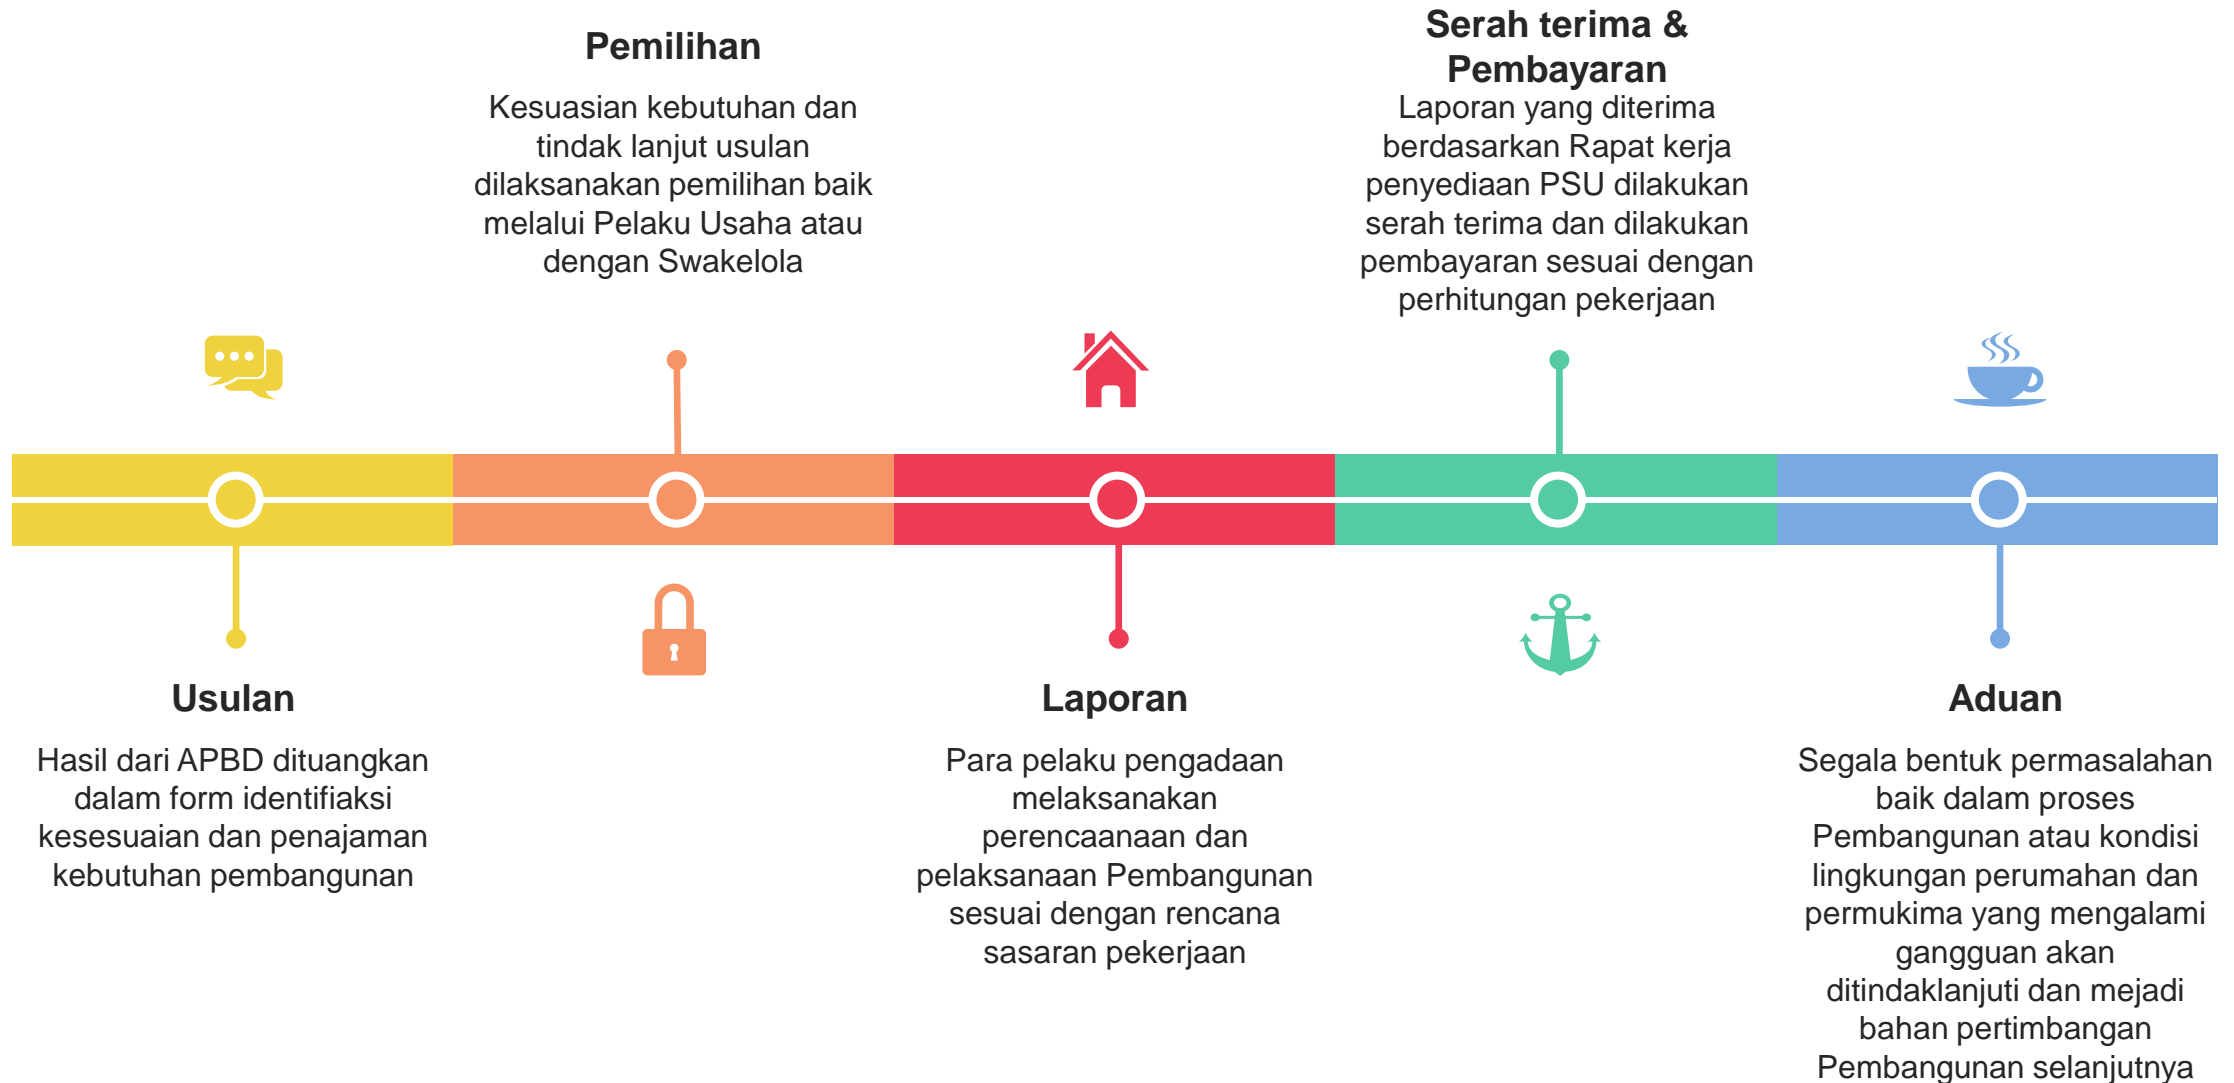 Usulan
Hasil dari APBD dituangkan
dalam form identifiaksi
kesesuaian dan penajaman
kebutuhan pembangunan
Pemilihan
Kesuasian kebutuhan dan
tindak lanjut usulan
dilaksanakan pemilihan baik
melalui Pelaku Usaha atau
dengan Swakelola
Laporan
Para pelaku pengadaan
melaksanakan
perencaanaan dan
pelaksanaan Pembangunan
sesuai dengan rencana
sasaran pekerjaan
Serah terima &
Pembayaran
Laporan yang diterima
berdasarkan Rapat kerja
penyediaan PSU dilakukan
serah terima dan dilakukan
pembayaran sesuai dengan
perhitungan pekerjaan
Aduan
Segala bentuk permasalahan
baik dalam proses
Pembangunan atau kondisi
lingkungan perumahan dan
permukima yang mengalami
gangguan akan
ditindaklanjuti dan mejadi
bahan pertimbangan
Pembangunan selanjutnya